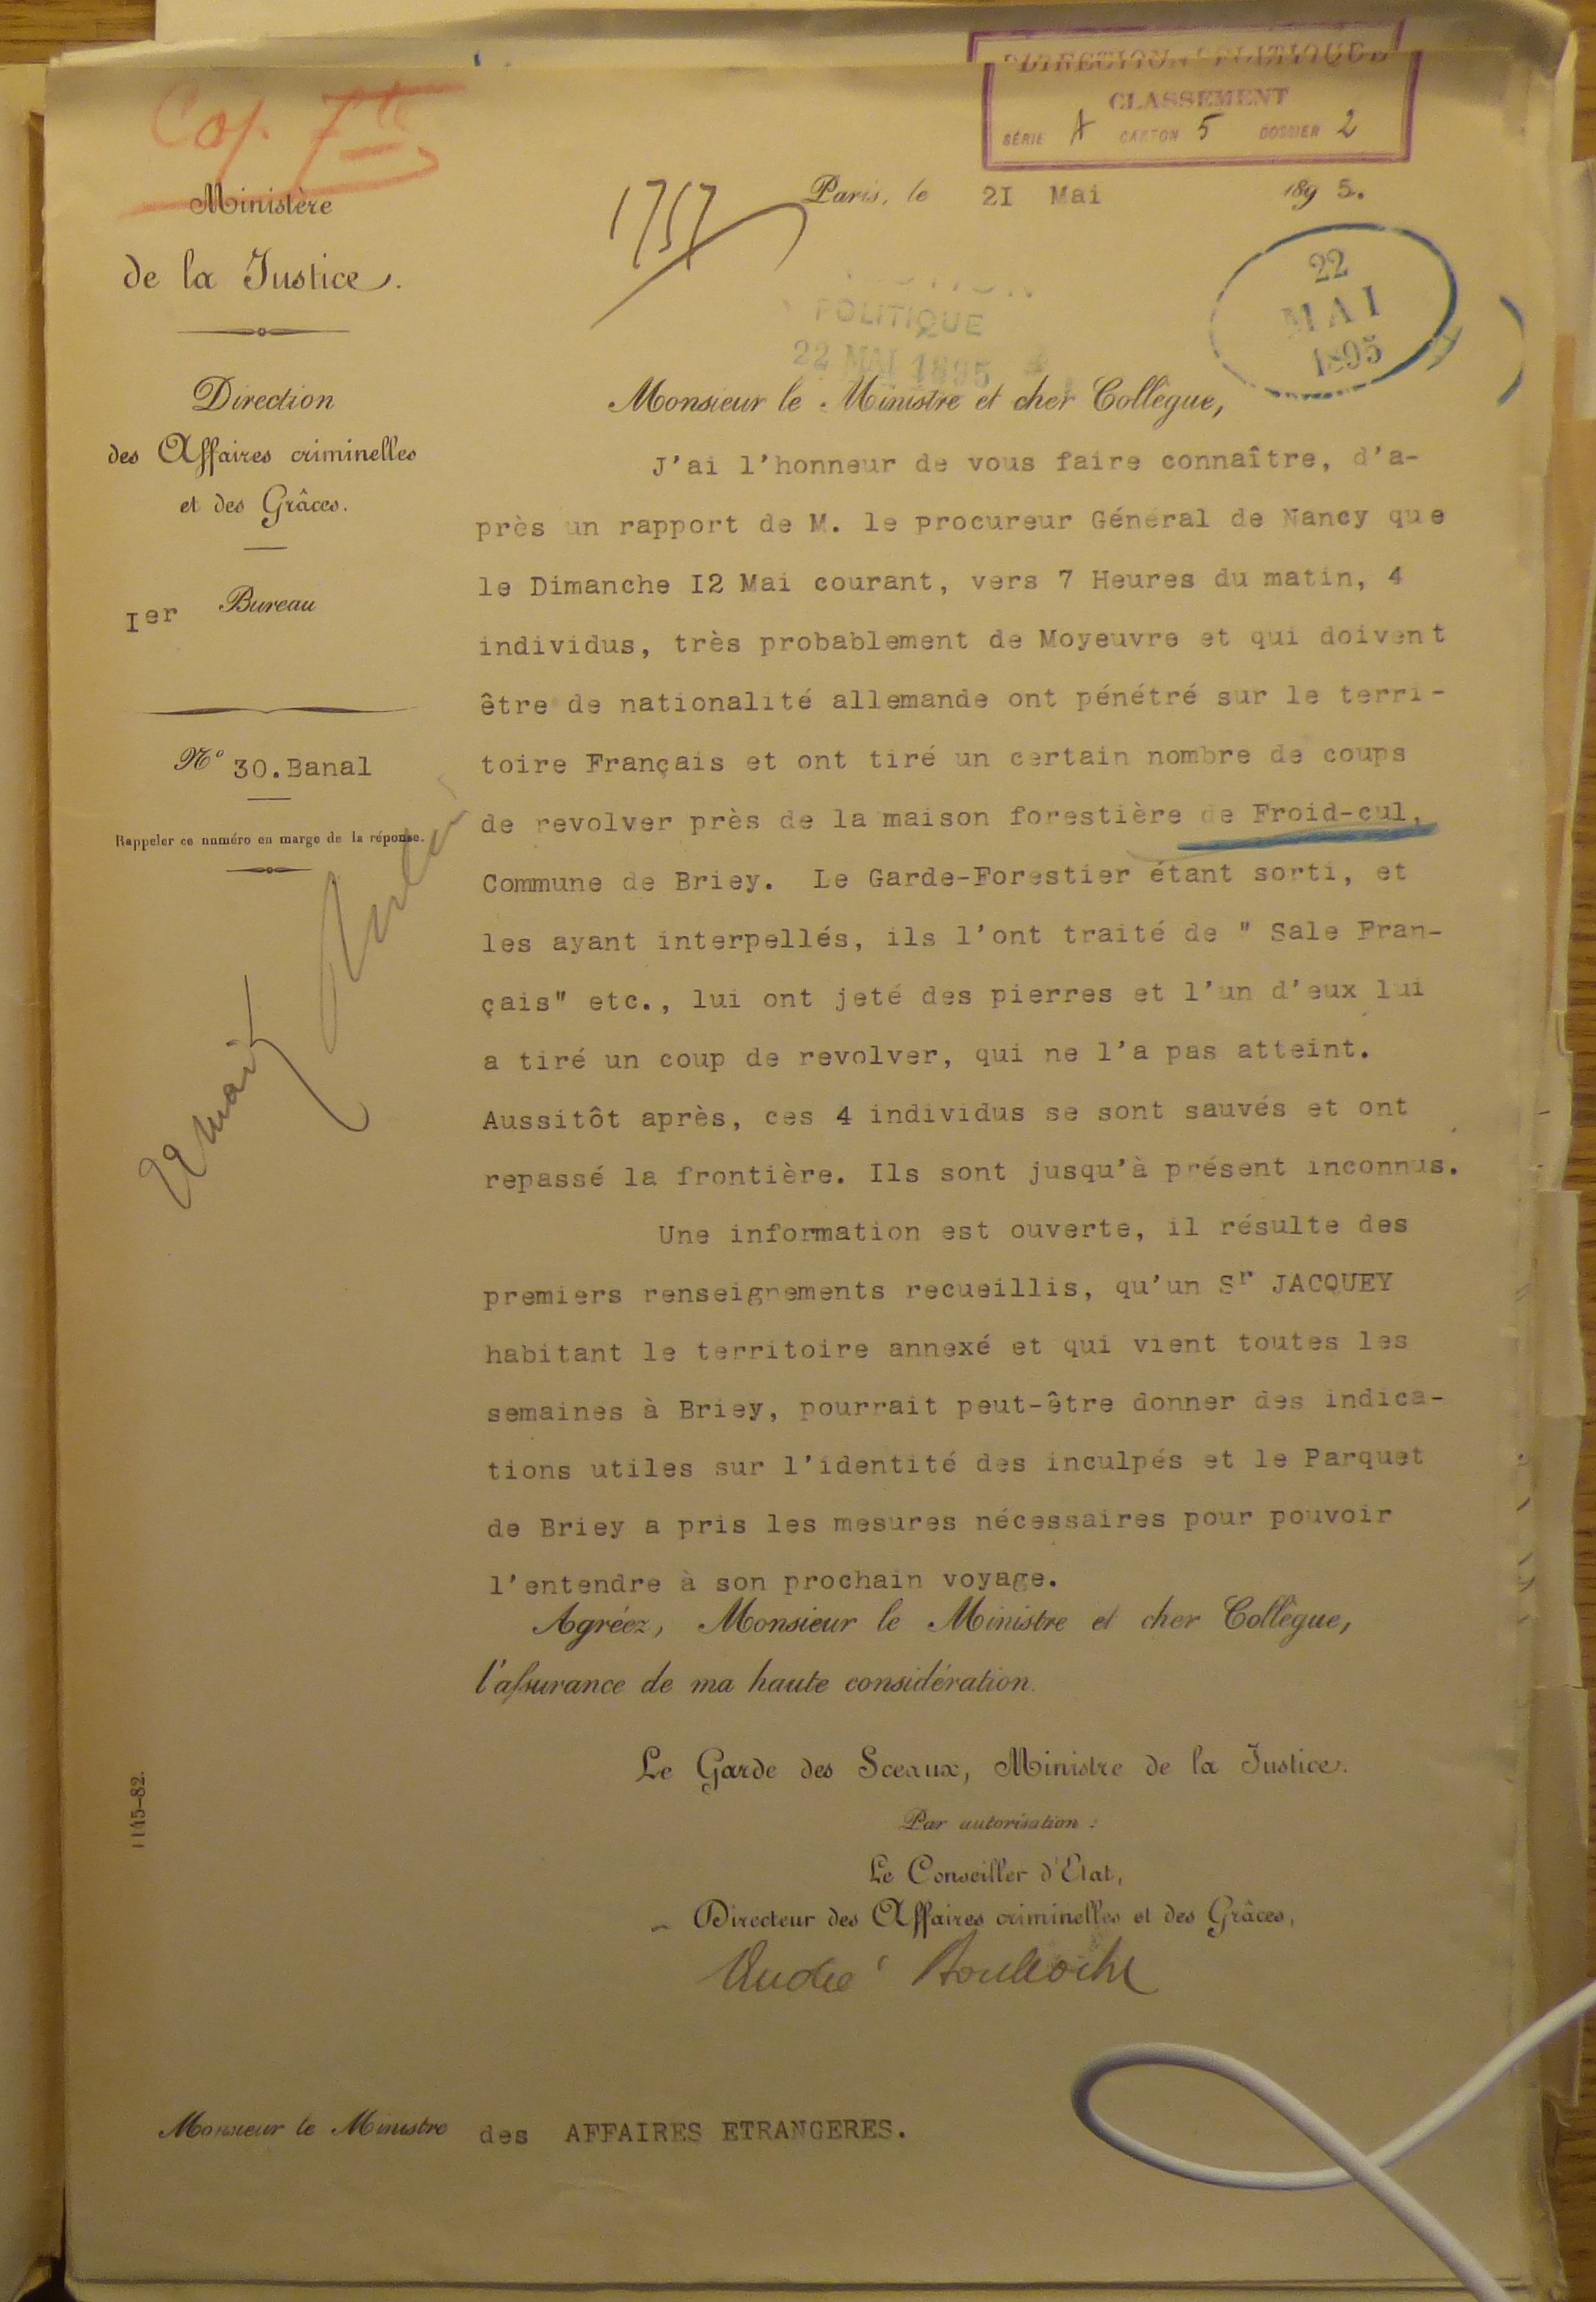 Cop. 7te
DIRECTION POLITIQUE
CLASSEMENT
SÉRIE A CARTON 5 DOSSIER 2
Ministère
de la Justice.
Direction
des Affaires criminelles
et des Grâces.
Ier Bureau
N° 30.Banal
Rappeler ce numéro en marge de la réponse.
1757
Paris, le 2I Mai 189 5.
22
MAI
1895
POLITIQUE
22 MAI 1895
Monsieur le Ministre et cher Collègue,
J'ai l'honneur de vous faire connaître, d'a-
près un rapport de M. le procureur Général de Nancy que
le Dimanche I2 Mai courant, vers 7 Heures du matin, 4
individus, très probablement de Moyeuvre et qui doivent
être de nationalité allemande ont pénétré sur le terri-
toire Français et ont tiré un certain nombre de coups
de revolver près de la maison forestière de Froid-cul,
Commune de Briey. Le Garde-Forestier étant sorti, et
les ayant interpellés, ils l'ont traité de " Sale Fran-
çais" etc., lui ont jeté des pierres et l'un d'eux lui
a tiré un coup de revolver, qui ne l'a pas atteint.
Aussitôt après, ces 4 individus se sont sauvés et ont
repassé la frontière. Ils sont jusqu'à présent inconnus.
Une information est ouverte, il résulte des
premiers renseignements recueillis, qu'un Sr JACQUEY
habitant le territoire annexé et qui vient toutes les
semaines à Briey, pourrait peut-être donner des indica-
tions utiles sur l'identité des inculpés et le Parquet
de Briey a pris les mesures nécessaires pour pouvoir
l'entendre à son prochain voyage.
Agréez, Monsieur le Ministre et cher Collègue,
l'assurance de ma haute considération.
Le Garde des Sceaux, Ministre de la Justice.
Par autorisation :
Le Conseiller d'Etat,
Directeur des Affaires criminelles et des Grâces,
André Boulloche
1145-82.
Monsieur le Ministre des AFFAIRES ETRANGERES.